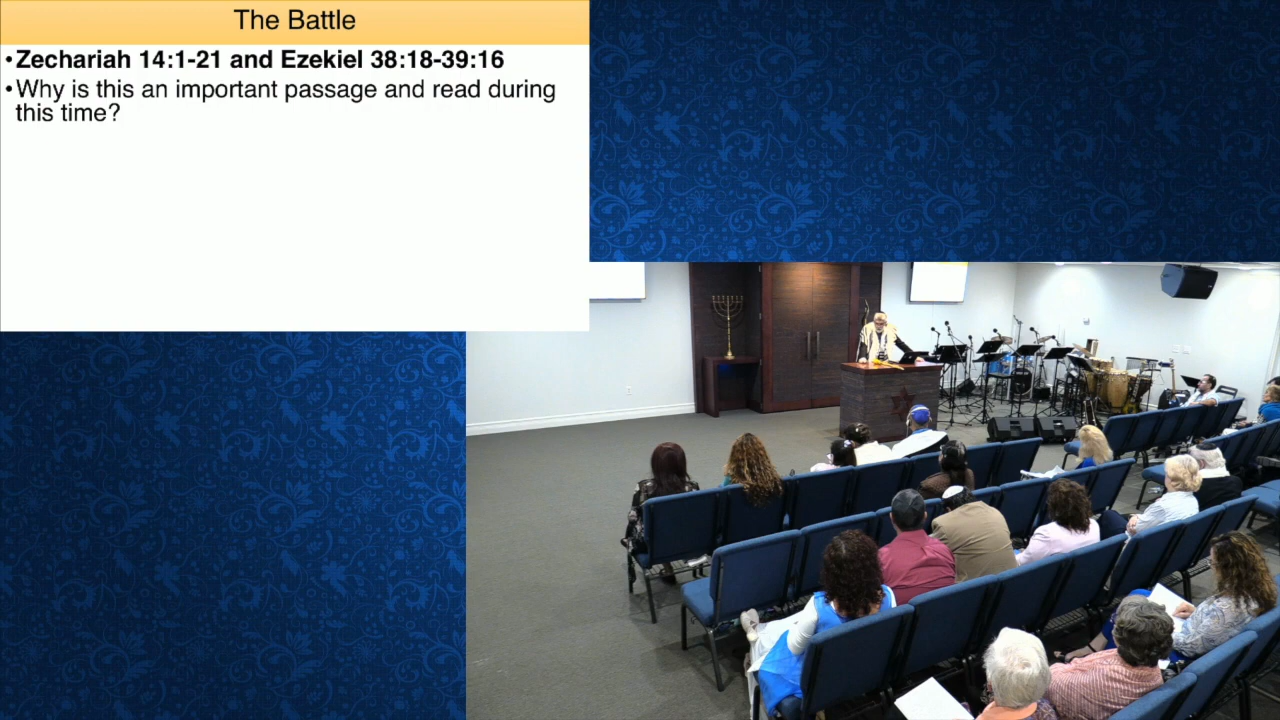 The Battle
•Zechariah 14:1-21 and Ezekiel 38:18-39:16
•Why is this an important passage and read during
this time?